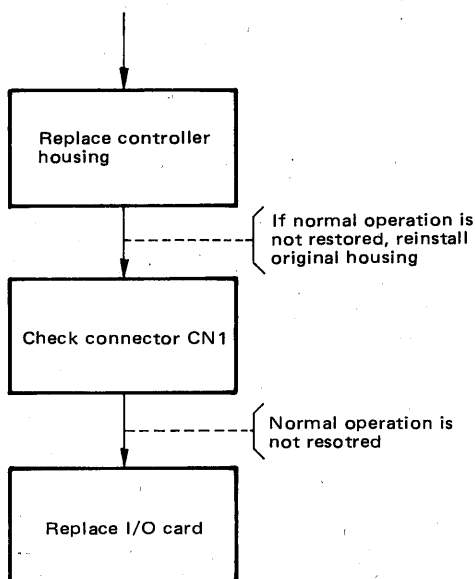 Replace controller
housing
If normal operation is
not restored, reinstall
original housing
Check connector CN1
Normal operation is
not resotred
Replace I/O card